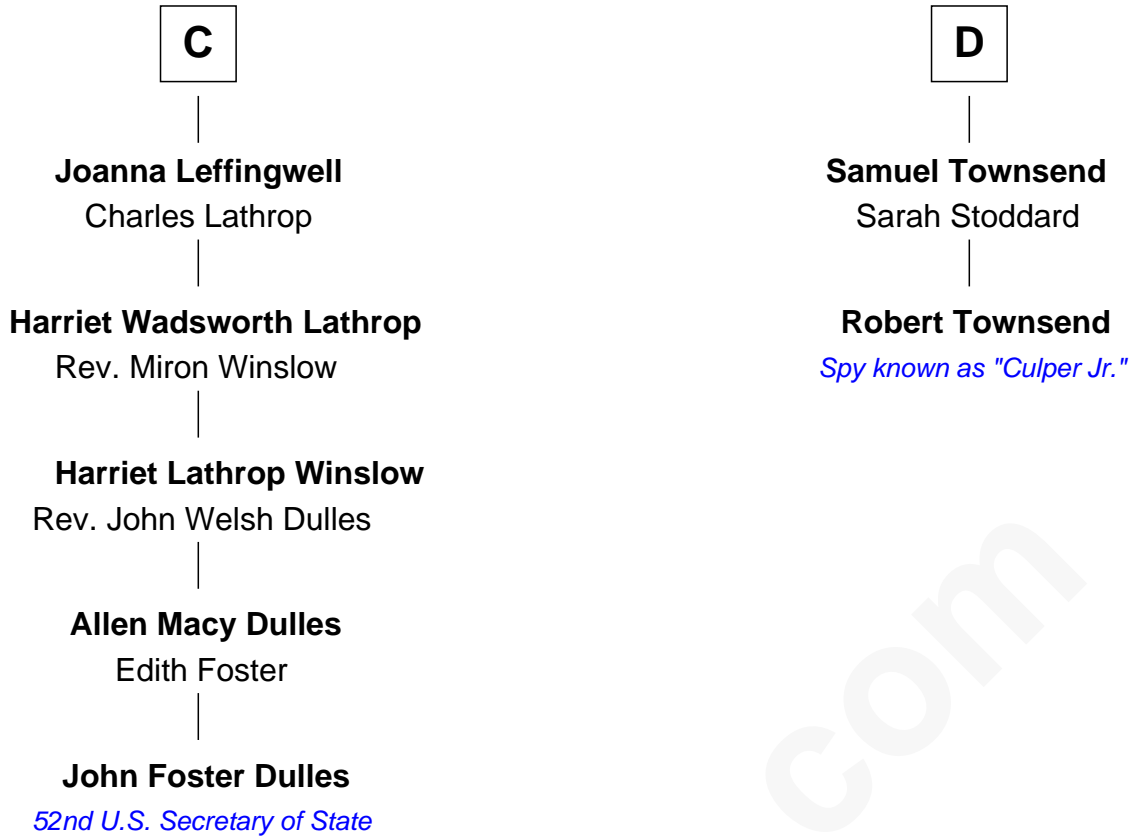 C
Joanna Leffingwell
Charles Lathrop
Harriet Wadsworth Lathrop
Rev. Miron Winslow
Harriet Lathrop Winslow
Rev. John Welsh Dulles
Allen Macy Dulles
Edith Foster
John Foster Dulles
52nd U.S. Secretary of State
D
Samuel Townsend
Sarah Stoddard
Robert Townsend
Spy known as "Culper Jr."
com